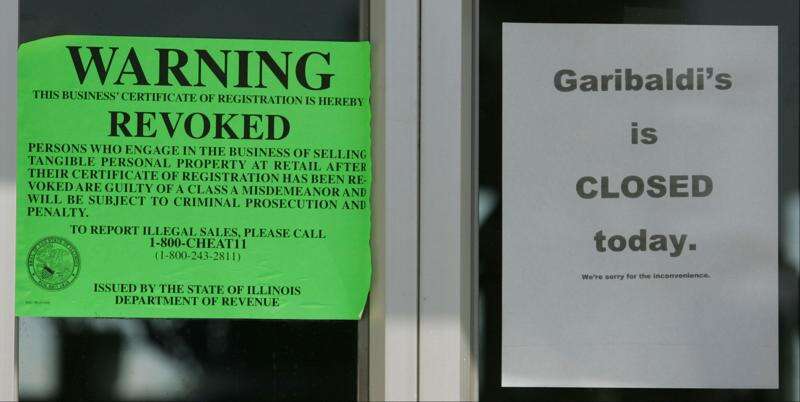 WARNING
THIS BUSINESS' CERTIFICATE OF REGISTRATION IS HEREBY
REVOKED
PERSONS WHO ENGAGE IN THE BUSINESS OF SELLING
TANGIBLE PERSONAL PROPERTY AT RETAIL AFTER
THEIR CERTIFICATE OF REGISTRATION HAS BEEN RE-
VOKED ARE GUILTY OF A CLASS A MISDEMEANOR AND
WILL BE SUBJECT TO CRIMINAL PROSECUTION AND
PENALTY.
TO REPORT ILLEGAL SALES, PLEASE CALL
1-800-CHEAT11
(1-800-243-2811)
ISSUED BY THE STATE OF ILLINOIS
DEPARTMENT OF REVENUE
Garibaldi's
is
CLOSED
today.
We're sorry for the inconvenience.